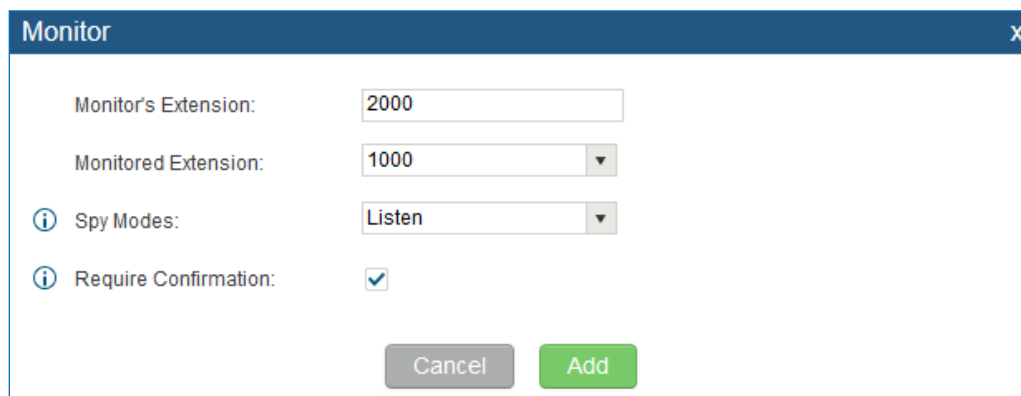 Monitor x
Monitor's Extension: 2000
Monitored Extension: 1000
Spy Modes: Listen
Require Confirmation:
Cancel Add